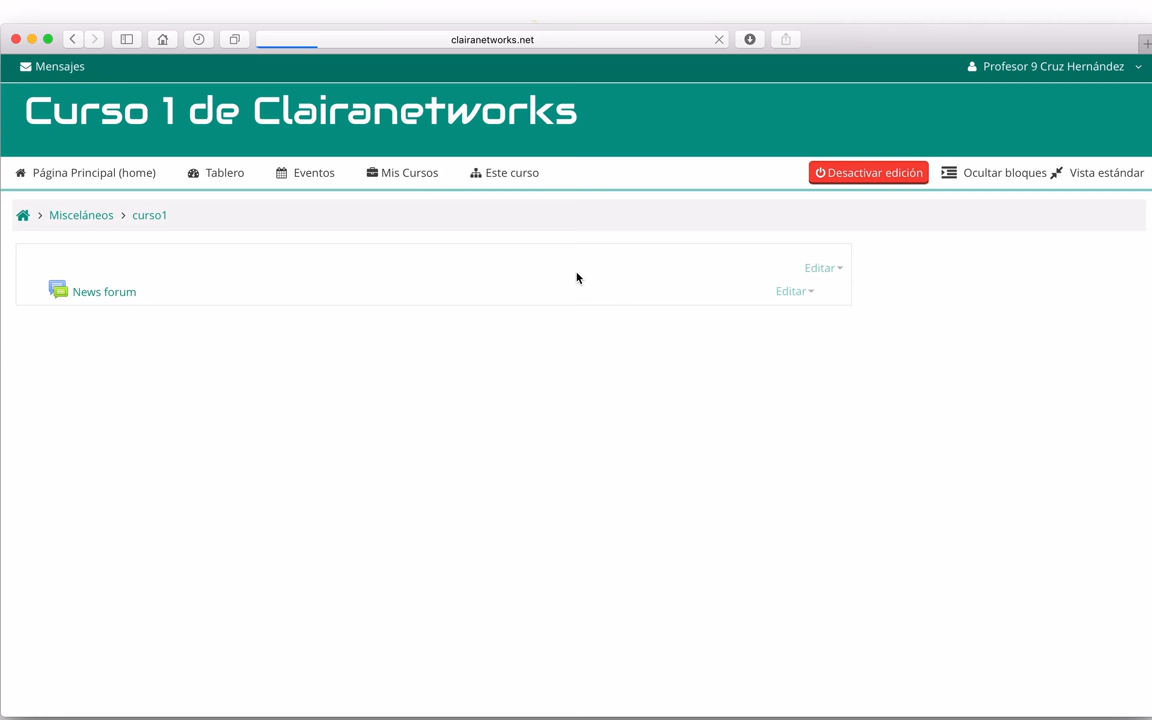 clairanetworks.net
Mensajes
Profesor 9 Cruz Hernández
Curso 1 de Clairanetworks
Página Principal (home) Tablero Eventos Mis Cursos Este curso Desactivar edición Ocultar bloques Vista estándar
Misceláneos curso1
Editar
News forum Editar